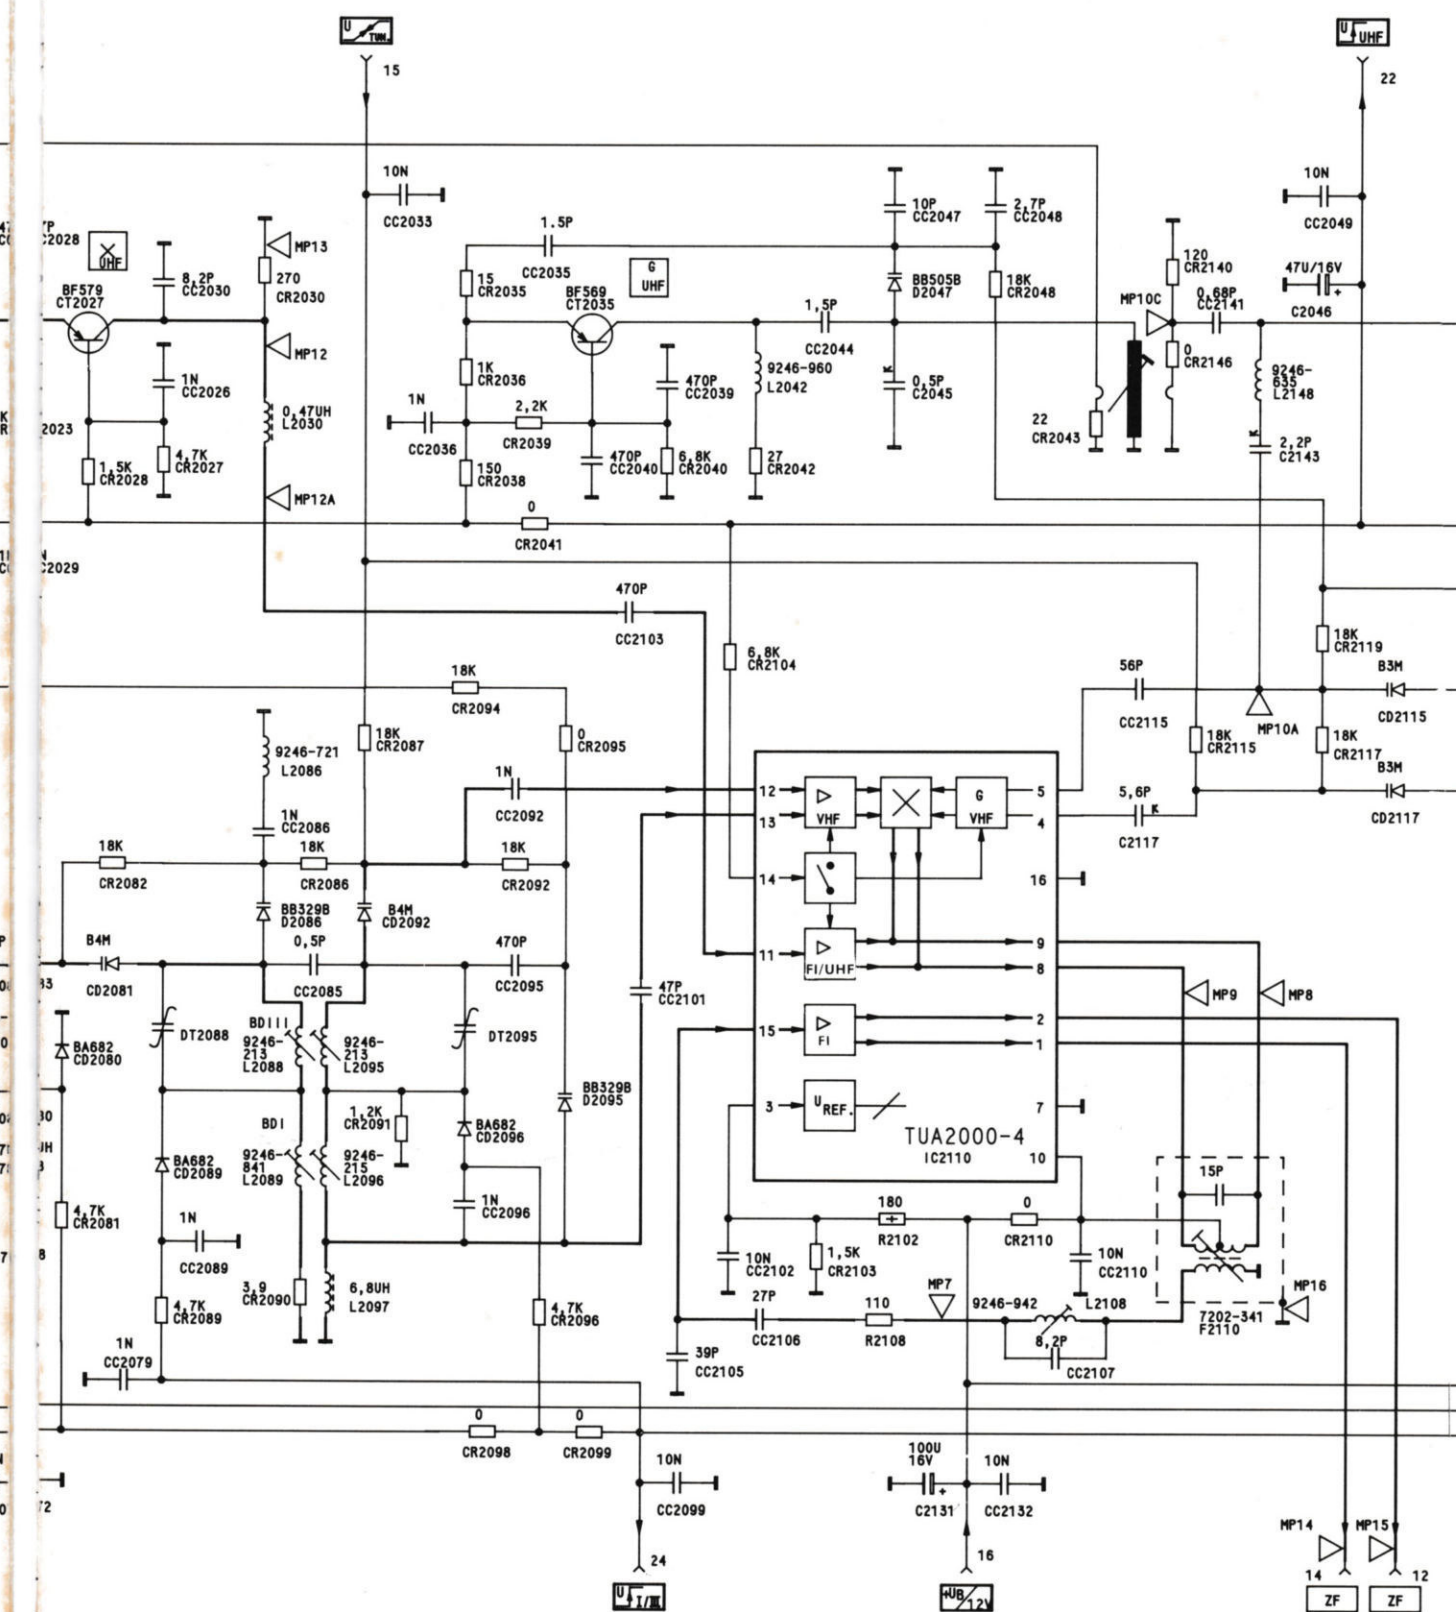 U TUN.
15
U UHF
22
10N
CC2033
10N
CC2049
47U/16V
+
C2046
C2028
UHF
MP13
8,2P
CC2030
270
CR2030
BF579
CT2027
MP12
1N
CC2026
0,47UH
L2030
2023
4,7K
CR2027
1,5K
CR2028
MP12A
C2029
1.5P
CC2035
G
UHF
15
CR2035
BF569
CT2035
10P
CC2047
2,7P
CC2048
BB505B
D2047
18K
CR2048
1,5P
CC2044
1K
CR2036
1N
CC2036
2,2K
CR2039
470P
CC2039
9246-960
L2042
K
0,5P
C2045
150
CR2038
470P
CC2040
6,8K
CR2040
27
CR2042
0
CR2041
22
CR2043
MP10C
120
CR2140
0,68P
CC2141
0
CR2146
9246-
635
L2148
K
2,2P
C2143
470P
CC2103
6,8K
CR2104
18K
CR2119
56P
CC2115
MP10A
B3M
CD2115
18K
CR2115
18K
CR2117
B3M
CD2117
5,6P
K
C2117
18K
CR2094
9246-721
L2086
18K
CR2087
0
CR2095
1N
CC2092
1N
CC2086
18K
CR2082
18K
CR2086
18K
CR2092
BB329B
D2086
B4M
CD2092
B4M
CD2081
0,5P
CC2085
470P
CC2095
BA682
CD2080
DT2088
BDIII
9246-
213
L2088
9246-
213
L2095
DT2095
47P
CC2101
BDI
1,2K
CR2091
BA682
CD2096
BB329B
D2095
BA682
CD2089
9246-
841
L2089
9246-
215
L2096
1N
CC2096
4,7K
CR2081
1N
CC2089
3,9
CR2090
6,8UH
L2097
4,7K
CR2089
4,7K
CR2096
1N
CC2079
0
CR2098
0
CR2099
10N
CC2099
24
U I/III
12
13
14
11
15
3
VHF
G
VHF
FI/UHF
FI
U REF.
5
4
16
9
8
2
1
7
10
TUA2000-4
IC2110
MP9
MP8
10N
CC2102
1,5K
CR2103
180
+
R2102
0
CR2110
10N
CC2110
15P
MP16
7202-341
F2110
27P
CC2106
110
R2108
MP7
9246-942
L2108
8,2P
CC2107
39P
CC2105
100U
16V
+
C2131
10N
CC2132
16
+UB/12V
MP14
MP15
14
12
ZF
ZF